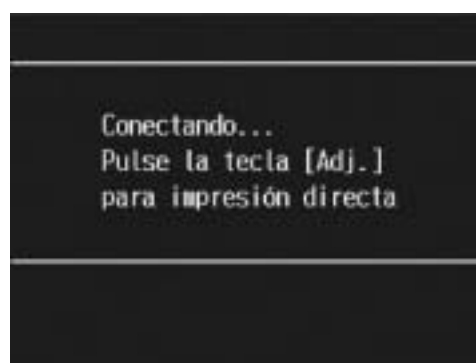 Conectando...
Pulse la tecla [Adj.]
para impresión directa